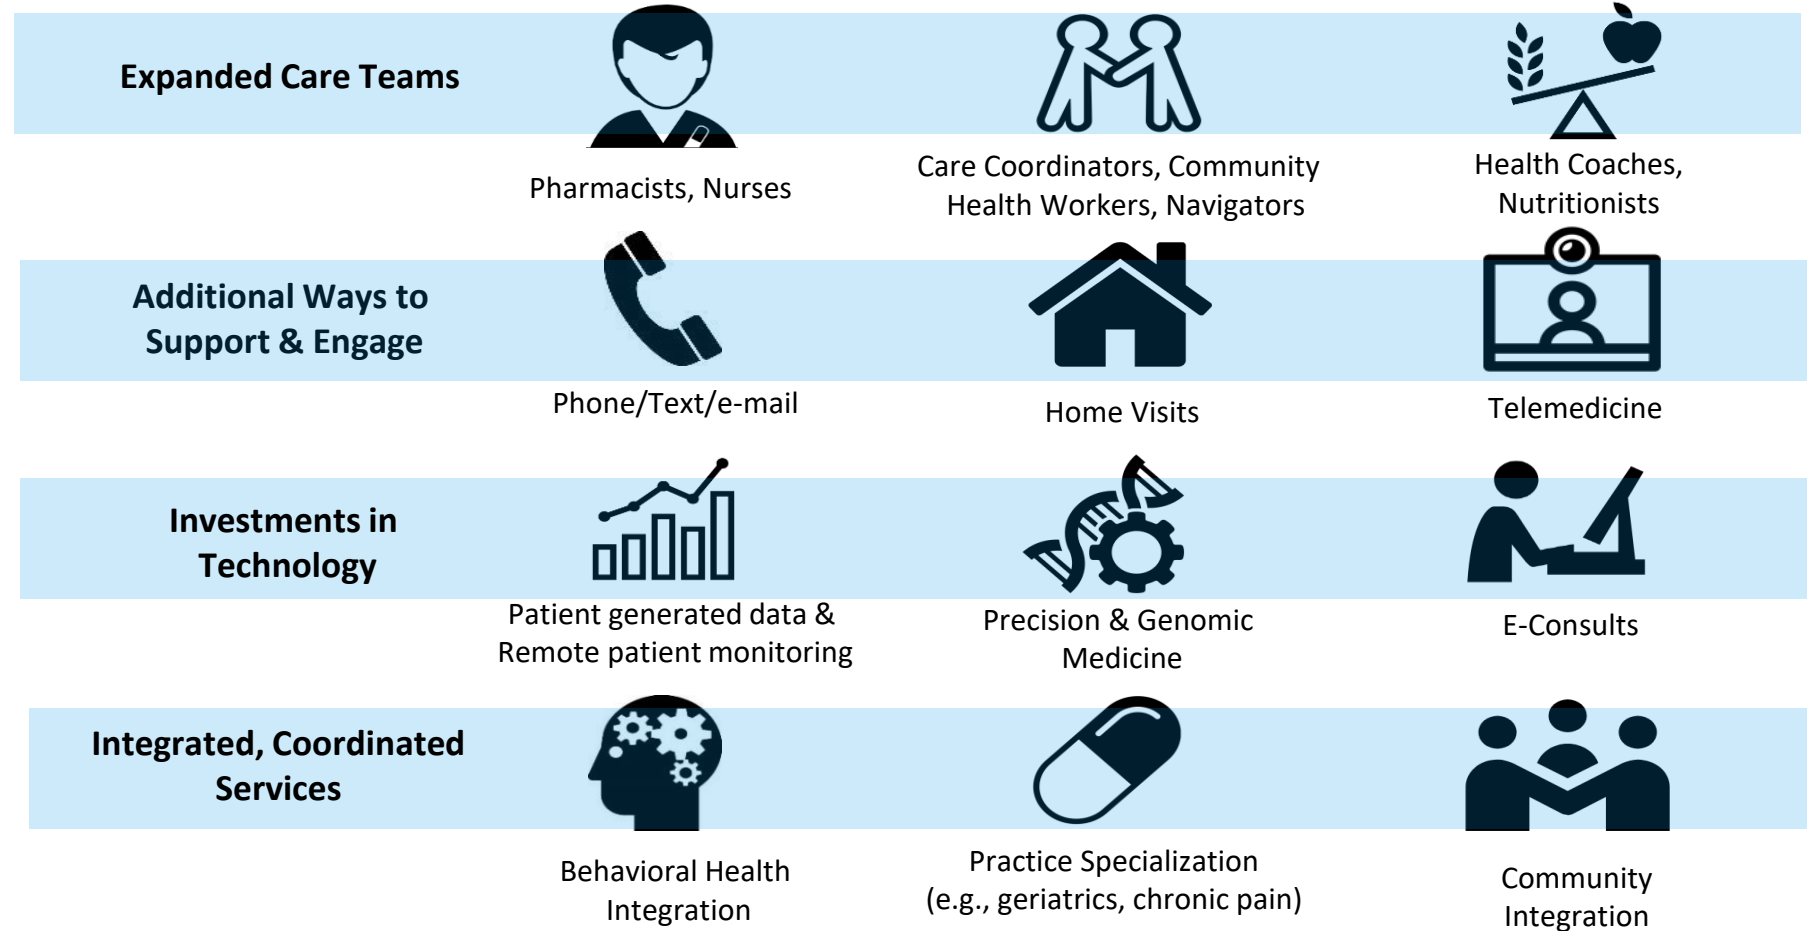 Expanded Care Teams
Pharmacists, Nurses
Care Coordinators, Community
Health Workers, Navigators
Health Coaches,
Nutritionists
Additional Ways to
Support & Engage
Phone/Text/e-mail
Home Visits
Telemedicine
Investments in
Technology
Patient generated data &
Remote patient monitoring
Precision & Genomic
Medicine
E-Consults
Integrated, Coordinated
Services
Behavioral Health
Integration
Practice Specialization
(e.g., geriatrics, chronic pain)
Community
Integration